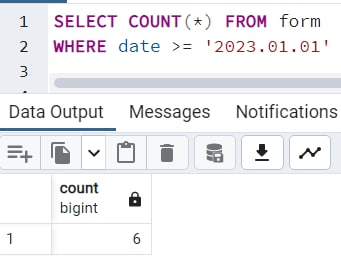 1 SELECT COUNT(*) FROM form
2 WHERE date >= '2023.01.01'
3
Data Output Messages Notifications
count
bigint
1 6